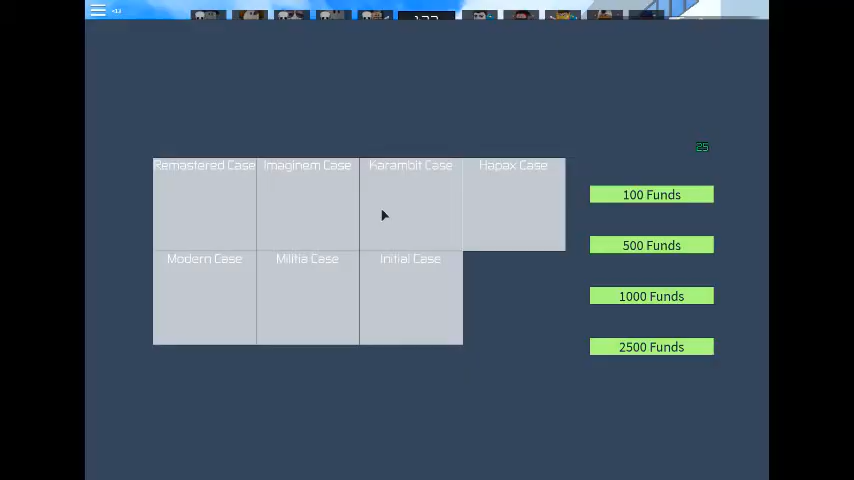 25
Remastered Case
Imaginem Case
Karambit Case
Hapax Case
100 Funds
500 Funds
Modern Case
Militia Case
Initial Case
1000 Funds
2500 Funds